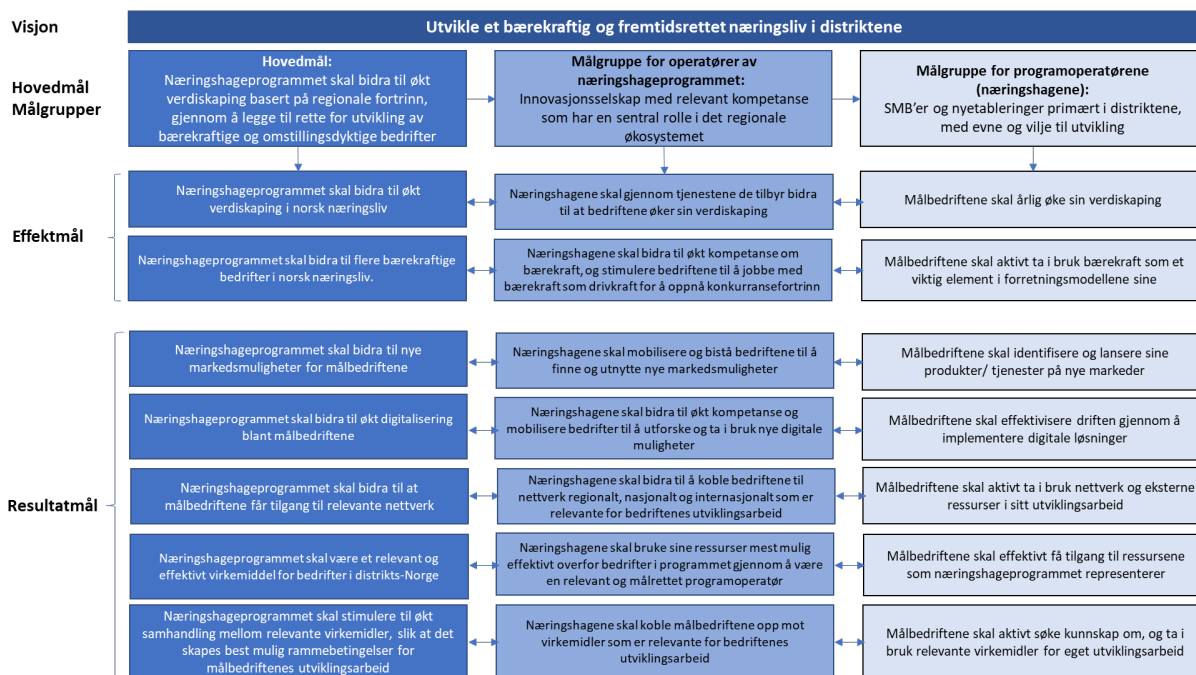 Visjon
Utvikle et bærekraftig og fremtidsrettet næringsliv i distriktene
Hovedmål
Målgrupper
Hovedmål:
Næringshageprogrammet skal bidra til økt
verdiskaping basert på regionale fortrinn,
gjennom å legge til rette for utvikling av
bærekraftige og omstillingsdyktige bedrifter
Målgruppe for operatører av
næringshageprogrammet:
Innovasjonsselskap med relevant kompetanse
som har en sentral rolle i det regionale
økosystemet
Målgruppe for programoperatørene
(næringshagene):
SMB'er og nyetableringer primært i distriktene,
med evne og vilje til utvikling
Effektmål
Næringshageprogrammet skal bidra til økt
verdiskaping i norsk næringsliv
Næringshagene skal gjennom tjenestene de tilbyr bidra
til at bedriftene øker sin verdiskaping
Målbedriftene skal årlig øke sin verdiskaping
Næringshageprogrammet skal bidra til flere bærekraftige
bedrifter i norsk næringsliv.
Næringshagene skal bidra til økt kompetanse om
bærekraft, og stimulere bedriftene til å jobbe med
bærekraft som drivkraft for å oppnå konkurransefortrinn
Målbedriftene skal aktivt ta i bruk bærekraft som et
viktig element i forretningsmodellene sine
Resultatmål
Næringshageprogrammet skal bidra til nye
markedsmuligheter for målbedriftene
Næringshagene skal mobilisere og bistå bedriftene til å
finne og utnytte nye markedsmuligheter
Målbedriftene skal identifisere og lansere sine
produkter/ tjenester på nye markeder
Næringshageprogrammet skal bidra til økt digitalisering
blant målbedriftene
Næringshagene skal bidra til økt kompetanse og
mobilisere bedrifter til å utforske og ta i bruk nye digitale
muligheter
Målbedriftene skal effektivisere driften gjennom å
implementere digitale løsninger
Næringshageprogrammet skal bidra til at
målbedriftene får tilgang til relevante nettverk
Næringshagene skal bidra til å koble bedriftene til
nettverk regionalt, nasjonalt og internasjonalt som er
relevante for bedriftenes utviklingsarbeid
Målbedriftene skal aktivt ta i bruk nettverk og eksterne
ressurser i sitt utviklingsarbeid
Næringshageprogrammet skal være et relevant og
effektivt virkemiddel for bedrifter i distrikts-Norge
Næringshagene skal bruke sine ressurser mest mulig
effektivt overfor bedrifter i programmet gjennom å være
en relevant og målrettet programoperatør
Målbedriftene skal effektivt få tilgang til ressursene
som næringshageprogrammet representerer
Næringshageprogrammet skal stimulere til økt
samhandling mellom relevante virkemidler, slik at det
skapes best mulig rammebetingelser for
målbedriftenes utviklingsarbeid
Næringshagene skal koble målbedriftene opp mot
virkemidler som er relevante for bedriftenes
utviklingsarbeid
Målbedriftene skal aktivt søke kunnskap om, og ta i
bruk relevante virkemidler for eget utviklingsarbeid